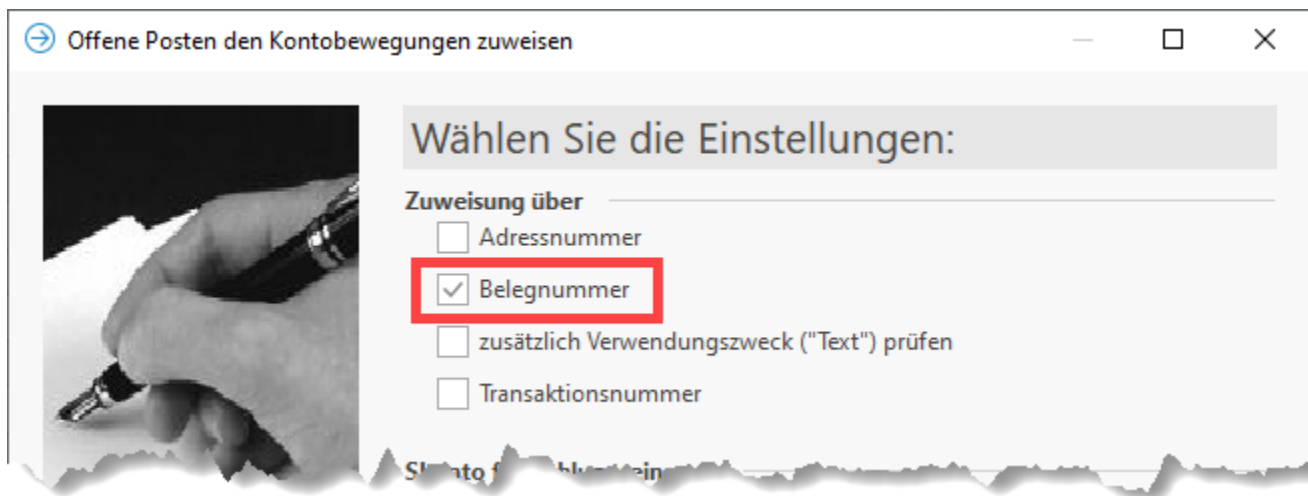 Offene Posten den Kontobewegungen zuweisen
Wählen Sie die Einstellungen:
Zuweisung über
Adressnummer
Belegnummer
zusätzlich Verwendungszweck ("Text") prüfen
Transaktionsnummer